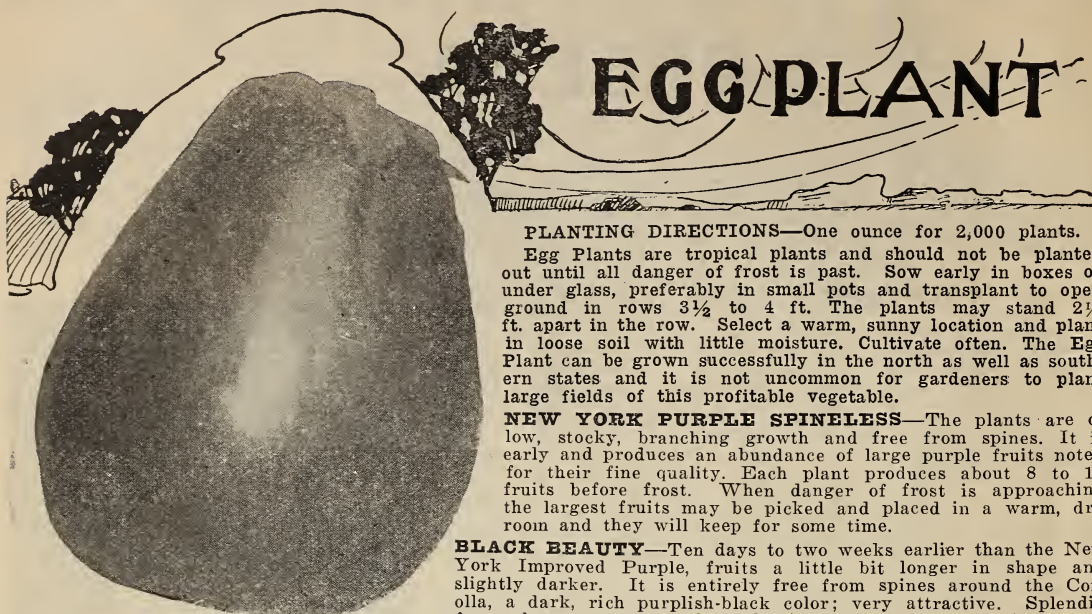 EGGPLANT
PLANTING DIRECTIONS—One ounce for 2,000 plants.
Egg Plants are tropical plants and should not be plante
out until all danger of frost is past. Sow early in boxes o
under glass, preferably in small pots and transplant to ope
ground in rows 3½ to 4 ft. The plants may stand 2½
ft. apart in the row. Select a warm, sunny location and plan
in loose soil with little moisture. Cultivate often. The Eg
Plant can be grown successfully in the north as well as south
ern states and it is not uncommon for gardeners to plan
large fields of this profitable vegetable.
NEW YORK PURPLE SPINELESS—The plants are o
low, stocky, branching growth and free from spines. It i
early and produces an abundance of large purple fruits note
for their fine quality. Each plant produces about 8 to 1
fruits before frost. When danger of frost is approachin
the largest fruits may be picked and placed in a warm, dr
room and they will keep for some time.
BLACK BEAUTY—Ten days to two weeks earlier than the Ne
York Improved Purple, fruits a little bit longer in shape an
slightly darker. It is entirely free from spines around the Cor
olla, a dark, rich purplish-black color; very attractive. Splendi